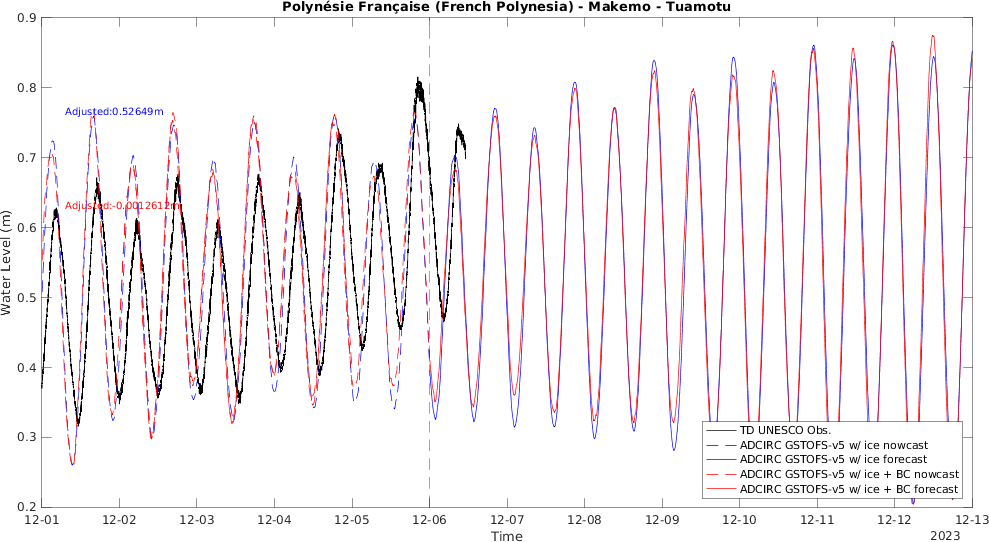 Polynésie Française (French Polynesia) - Makemo - Tuamotu
Water Level (m)
0.9
0.8
0.7
0.6
0.5
0.4
0.3
0.2
Adjusted:0.52649m
Adjusted:-0.0012612m
TD UNESCO Obs.
ADCIRC GSTOFS-v5 w/ ice nowcast
ADCIRC GSTOFS-v5 w/ ice forecast
ADCIRC GSTOFS-v5 w/ ice + BC nowcast
ADCIRC GSTOFS-v5 w/ ice + BC forecast
12-01 12-02 12-03 12-04 12-05 12-06 12-07 12-08 12-09 12-10 12-11 12-12 12-13
Time
2023